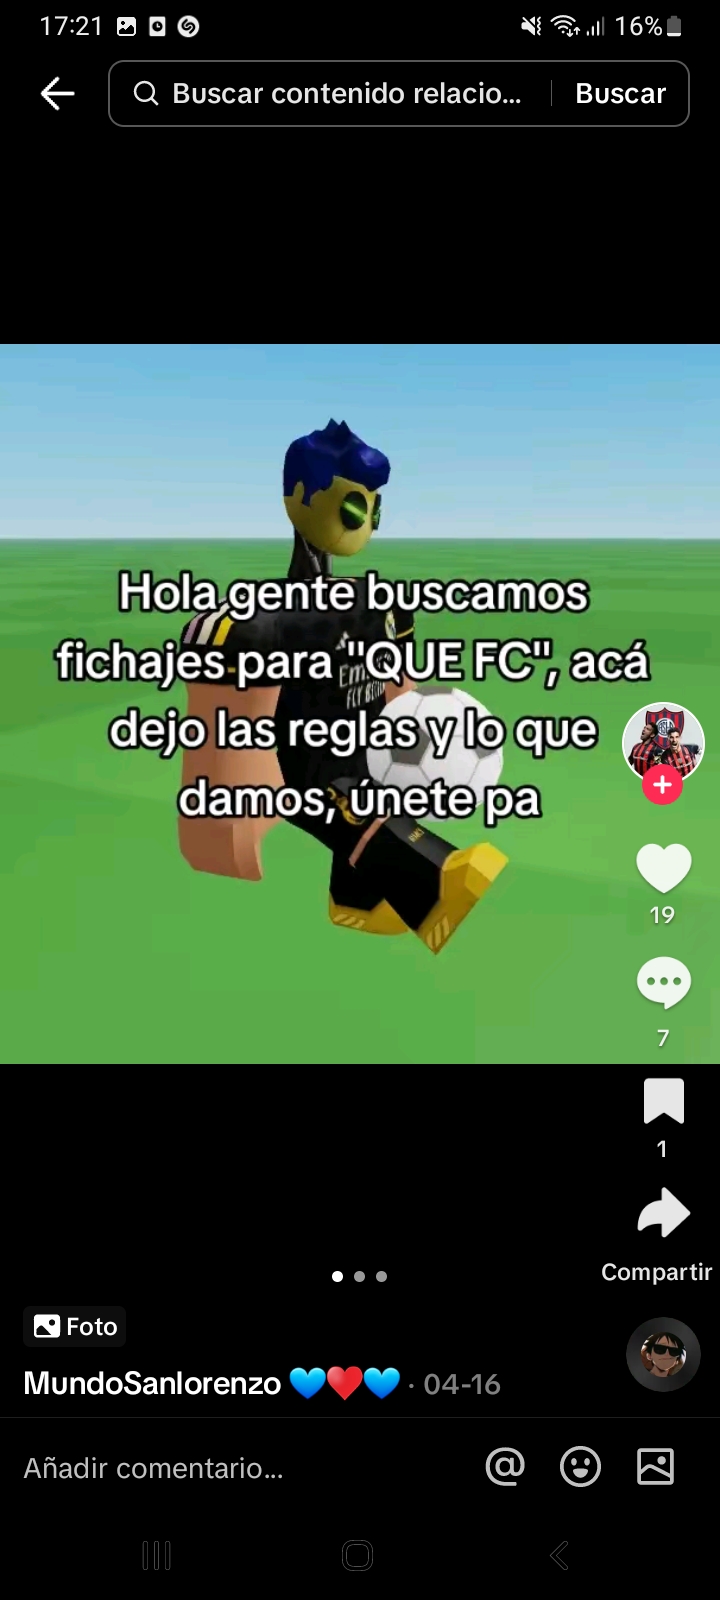 17:21
16%
Buscar contenido relacio... Buscar
Hola gente buscamos
fichajes para "QUE FC", acá
dejo las reglas y lo que
damos, únete pa
19
7
1
Compartir
Foto
MundoSanlorenzo 💙❤️💙 · 04-16
Añadir comentario...